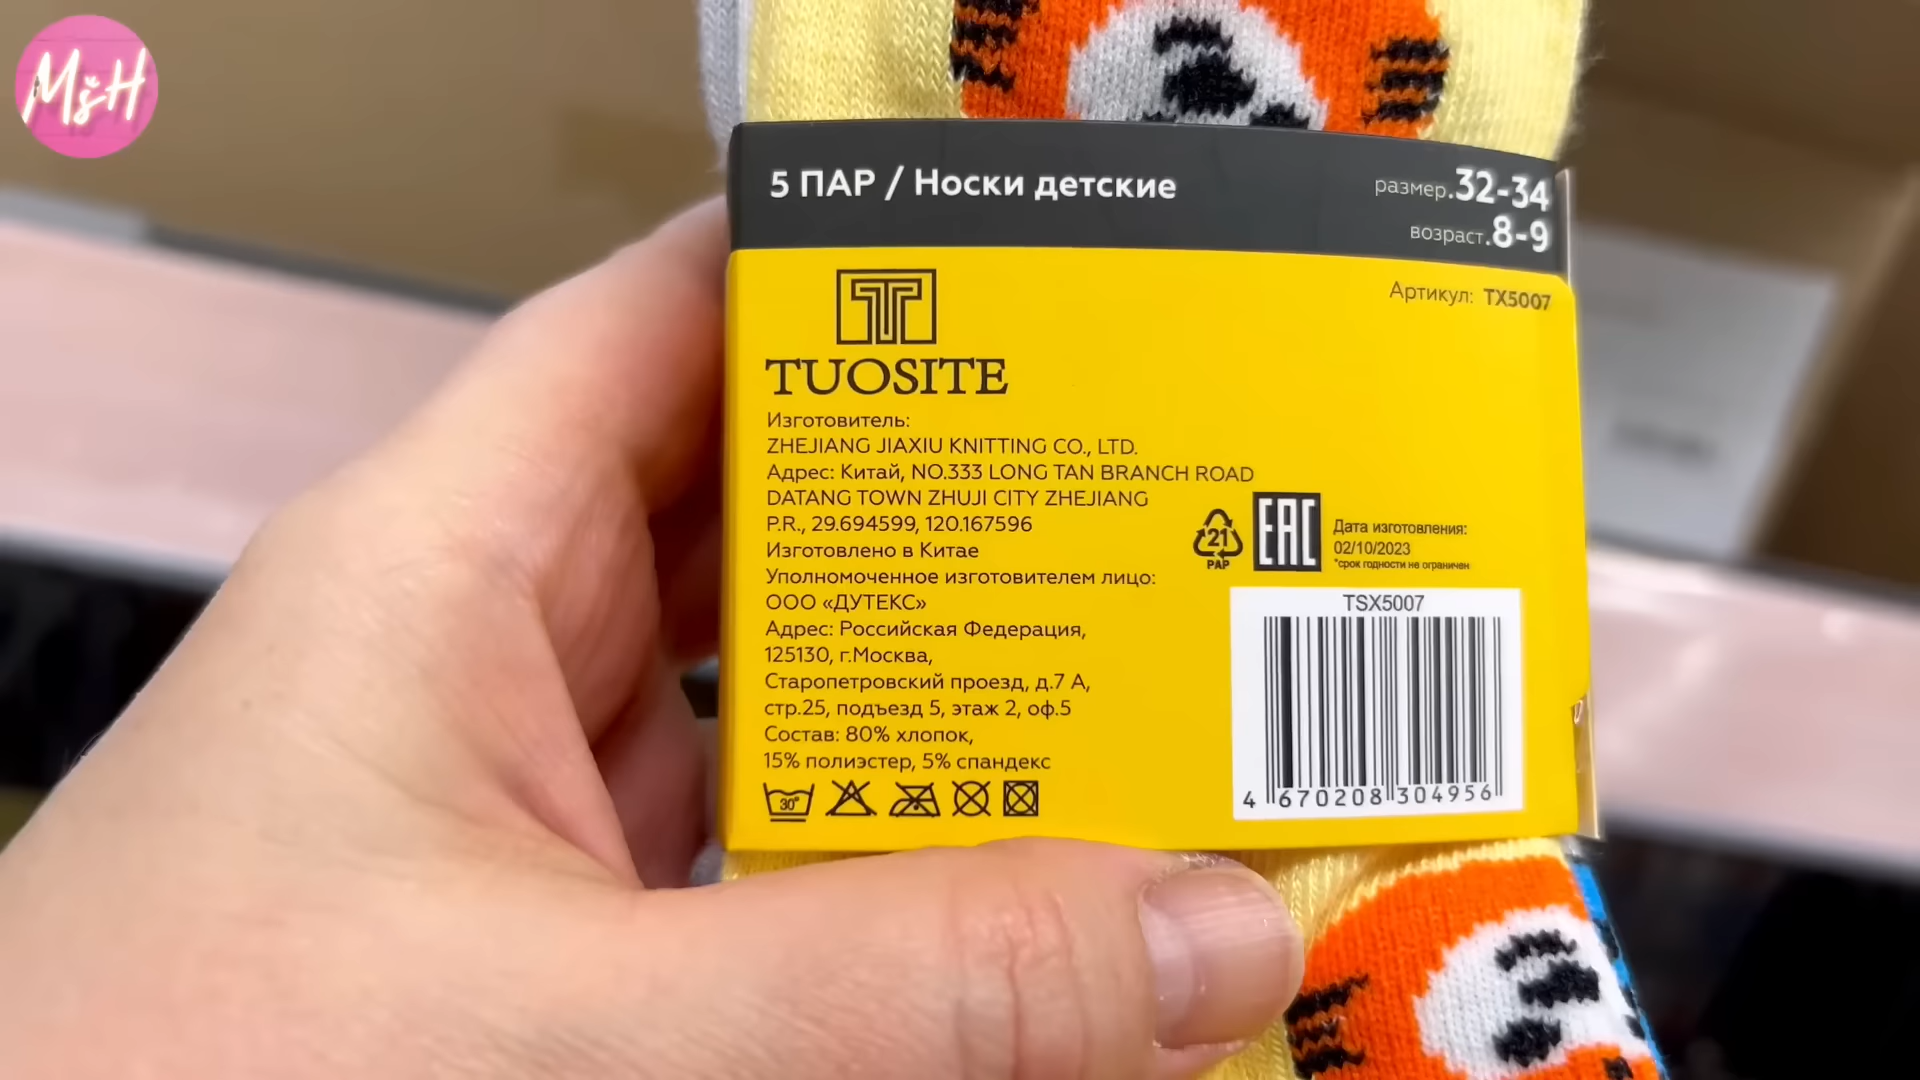 MšH
5 ПАР / Носки детские
размер.32-34
возраст.8-9
Артикул: TX5007
TUOSITE
Изготовитель:
ZHEJIANG JIAXIU KNITTING CO., LTD.
Адрес: Китай, NO.333 LONG TAN BRANCH ROAD
DATANG TOWN ZHUJI CITY ZHEJIANG
P.R., 29.694599, 120.167596
Изготовлено в Китае
Уполномоченное изготовителем лицо:
ООО «ДУТЕКС»
Адрес: Российская Федерация,
125130, г.Москва,
Старопетровский проезд, д.7 А,
стр.25, подъезд 5, этаж 2, оф.5
Состав: 80% хлопок,
15% полиэстер, 5% спандекс
30°
21
PAP
EAC
Дата изготовления:
02/10/2023
*срок годности не ограничен
TSX5007
4 670208 304956